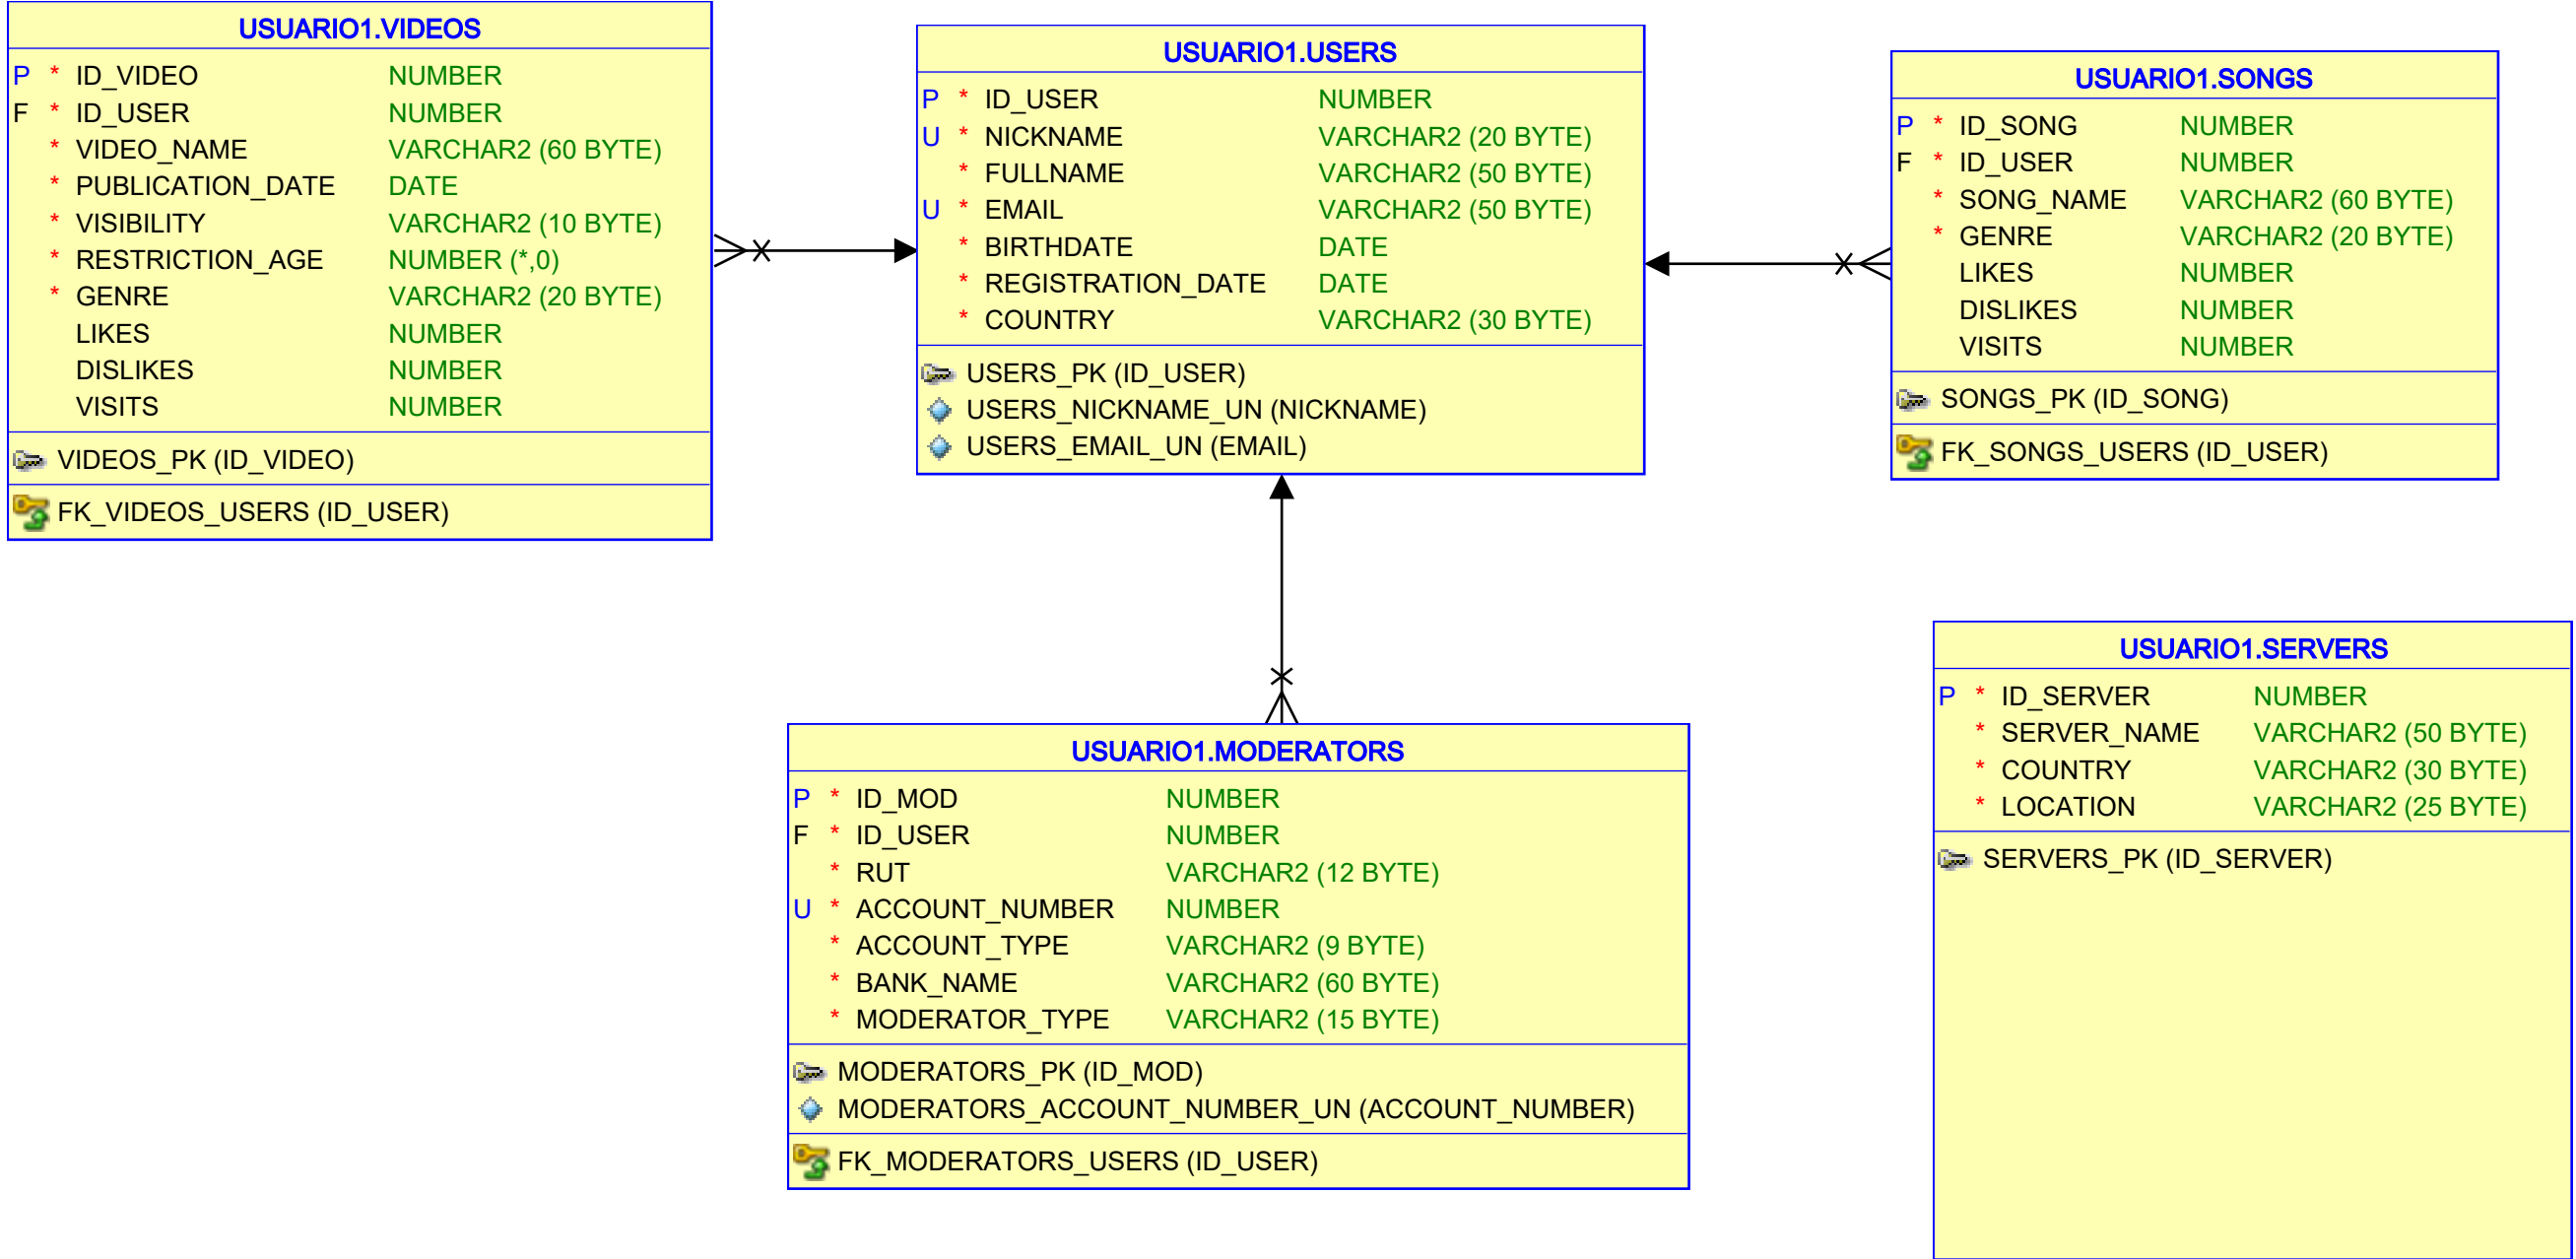 USUARIO1.VIDEOS
P * ID_VIDEO NUMBER
F * ID_USER NUMBER
* VIDEO_NAME VARCHAR2 (60 BYTE)
* PUBLICATION_DATE DATE
* VISIBILITY VARCHAR2 (10 BYTE)
* RESTRICTION_AGE NUMBER (*,0)
* GENRE VARCHAR2 (20 BYTE)
LIKES NUMBER
DISLIKES NUMBER
VISITS NUMBER
VIDEOS_PK (ID_VIDEO)
FK_VIDEOS_USERS (ID_USER)
USUARIO1.USERS
P * ID_USER NUMBER
U * NICKNAME VARCHAR2 (20 BYTE)
* FULLNAME VARCHAR2 (50 BYTE)
U * EMAIL VARCHAR2 (50 BYTE)
* BIRTHDATE DATE
* REGISTRATION_DATE DATE
* COUNTRY VARCHAR2 (30 BYTE)
USERS_PK (ID_USER)
USERS_NICKNAME_UN (NICKNAME)
USERS_EMAIL_UN (EMAIL)
USUARIO1.SONGS
P * ID_SONG NUMBER
F * ID_USER NUMBER
* SONG_NAME VARCHAR2 (60 BYTE)
* GENRE VARCHAR2 (20 BYTE)
LIKES NUMBER
DISLIKES NUMBER
VISITS NUMBER
SONGS_PK (ID_SONG)
FK_SONGS_USERS (ID_USER)
USUARIO1.MODERATORS
P * ID_MOD NUMBER
F * ID_USER NUMBER
* RUT VARCHAR2 (12 BYTE)
U * ACCOUNT_NUMBER NUMBER
* ACCOUNT_TYPE VARCHAR2 (9 BYTE)
* BANK_NAME VARCHAR2 (60 BYTE)
* MODERATOR_TYPE VARCHAR2 (15 BYTE)
MODERATORS_PK (ID_MOD)
MODERATORS_ACCOUNT_NUMBER_UN (ACCOUNT_NUMBER)
FK_MODERATORS_USERS (ID_USER)
USUARIO1.SERVERS
P * ID_SERVER NUMBER
* SERVER_NAME VARCHAR2 (50 BYTE)
* COUNTRY VARCHAR2 (30 BYTE)
* LOCATION VARCHAR2 (25 BYTE)
SERVERS_PK (ID_SERVER)